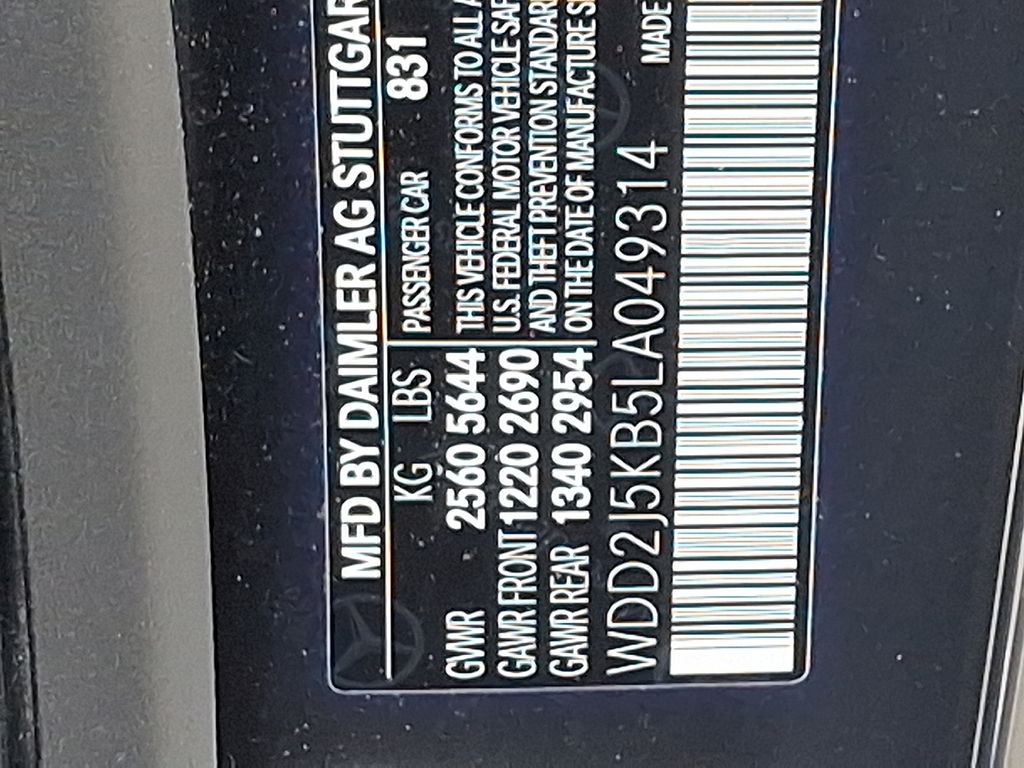 MFD BY DAIMLER AG STUTTGAR
KG LBS PASSENGER CAR 831
GVWR 2560 5644 THIS VEHICLE CONFORMS TO ALL A
GAWR FRONT 1220 2690 U.S. FEDERAL MOTOR VEHICLE SAF
GAWR REAR 1340 2954 AND THEFT PREVENTION STANDAR
ON THE DATE OF MANUFACTURE S
WDD2J5KB5LA049314 MADE